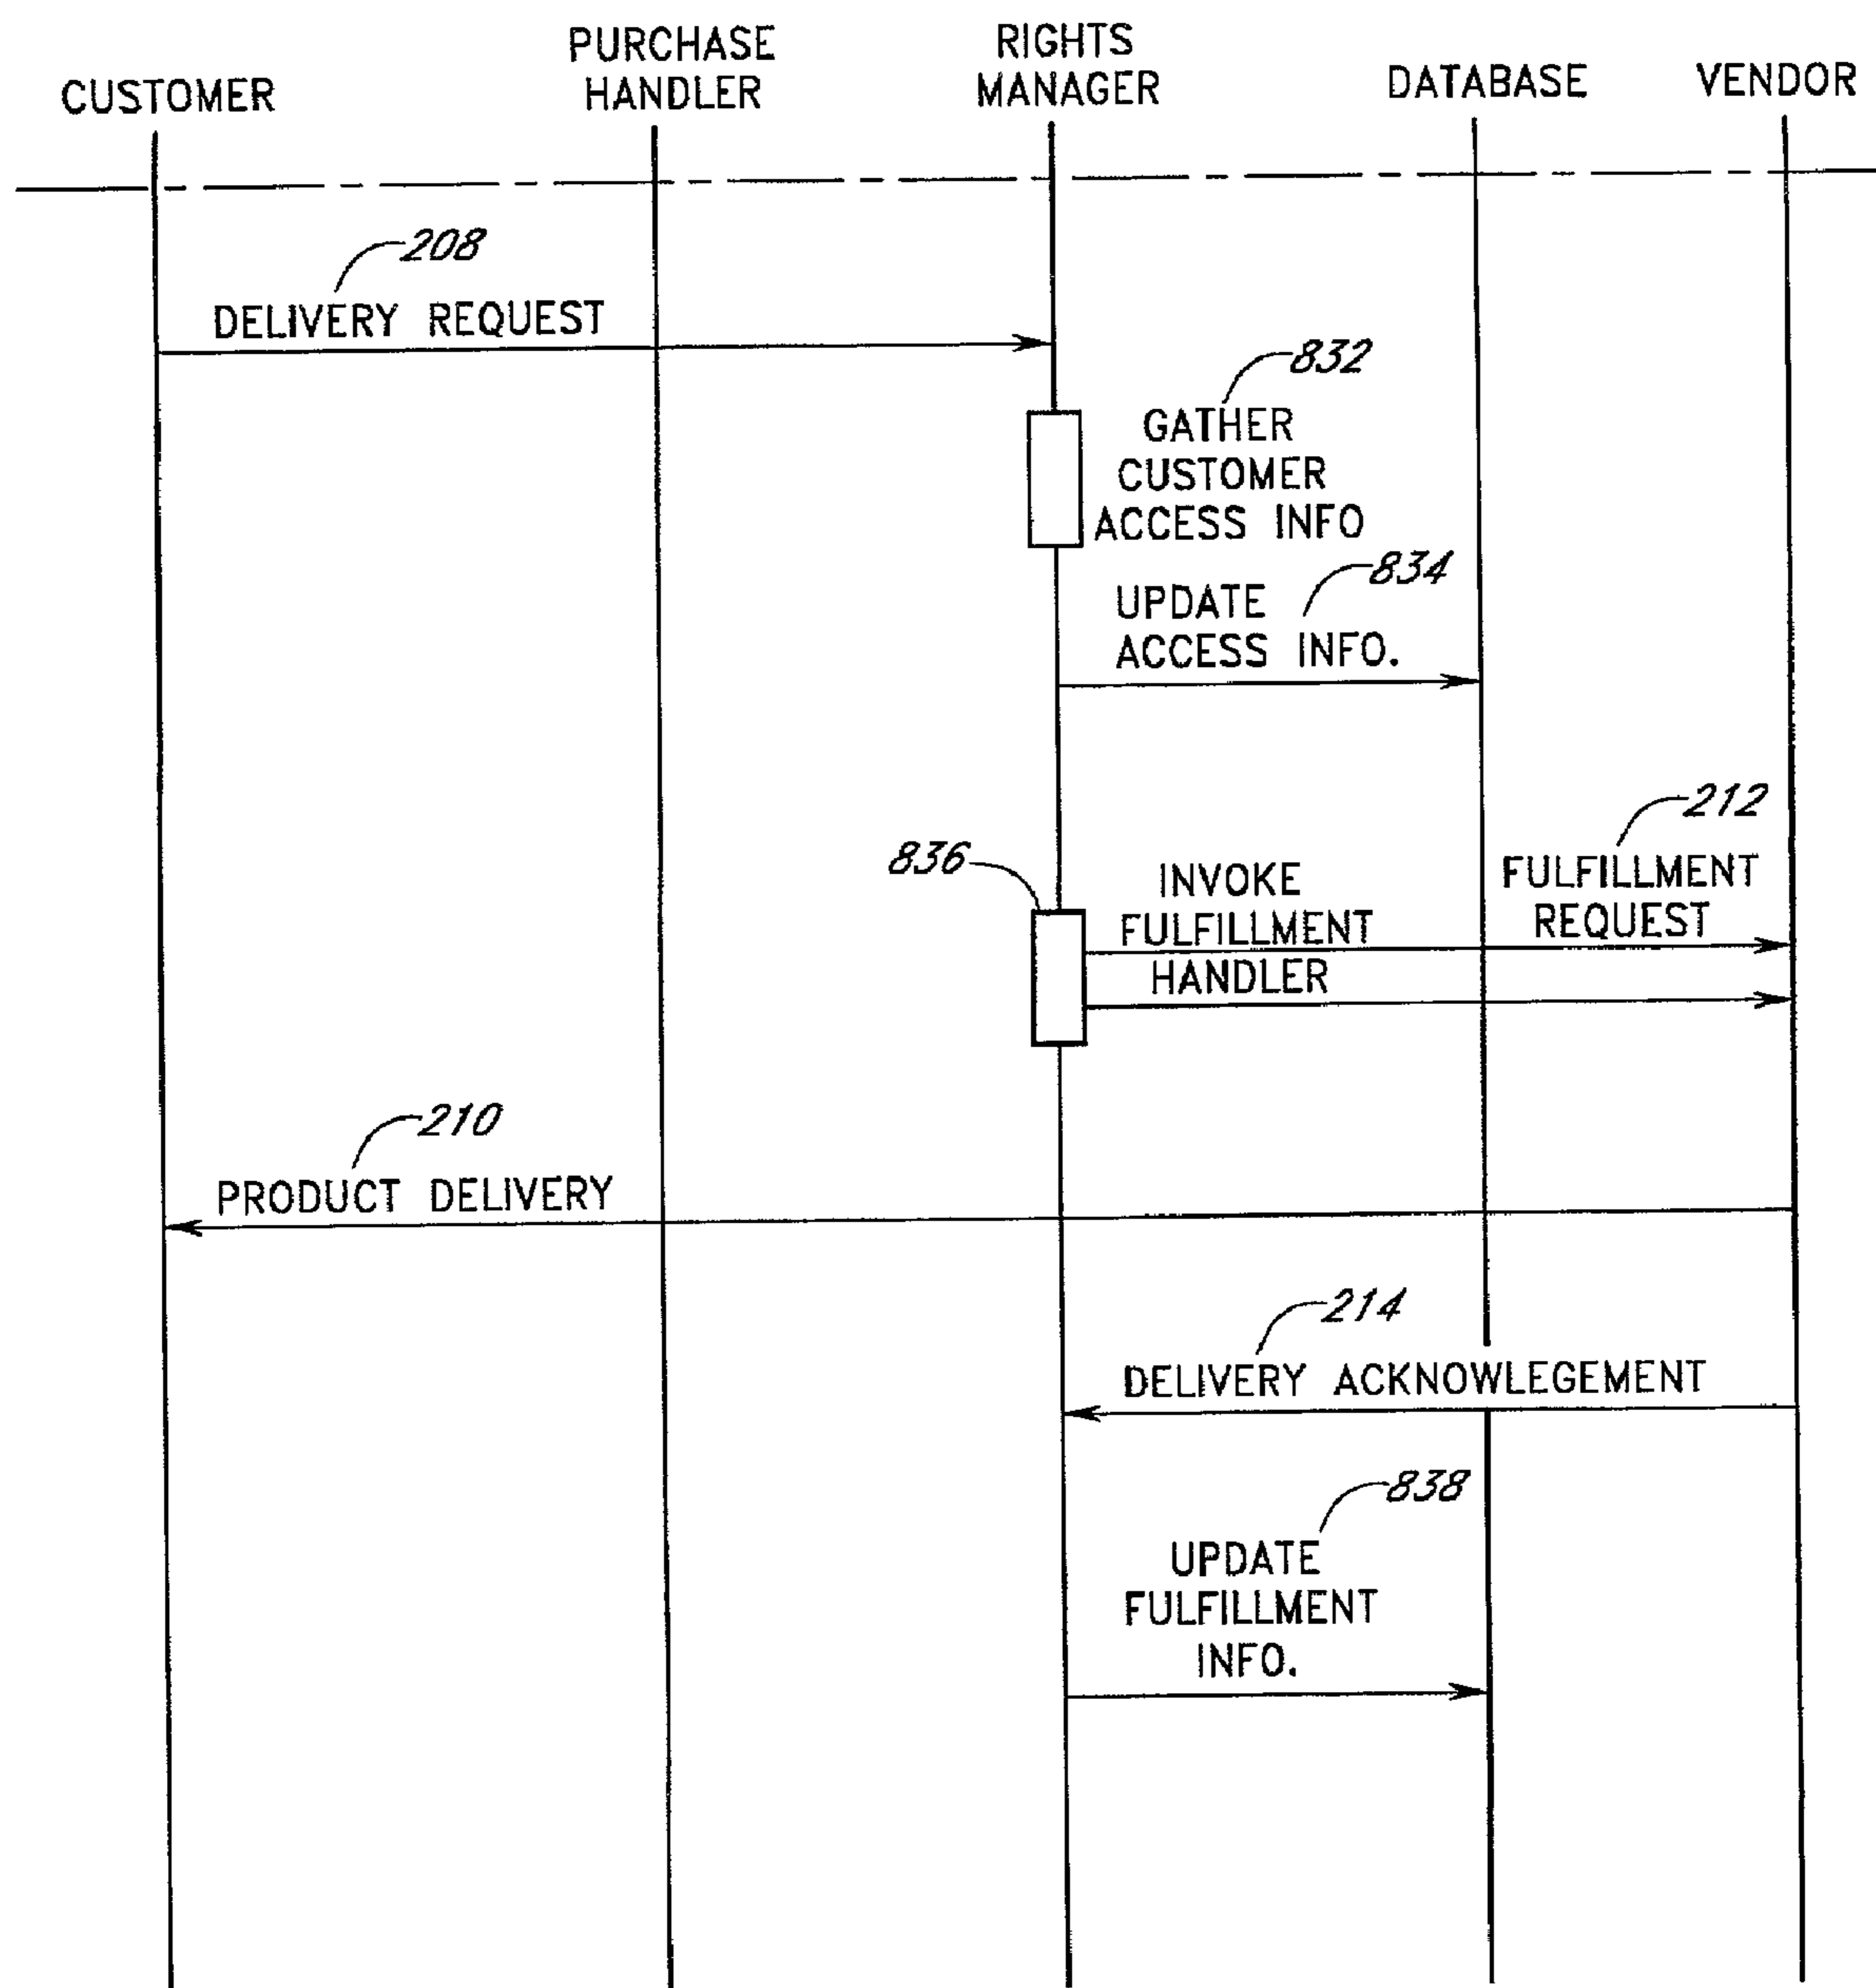 CUSTOMER
PURCHASE
HANDLER
RIGHTS
MANAGER
DATABASE
VENDOR
208
DELIVERY REQUEST
832
GATHER
CUSTOMER
ACCESS INFO
834
UPDATE
ACCESS INFO.
836
INVOKE
FULFILLMENT
HANDLER
212
FULFILLMENT
REQUEST
210
PRODUCT DELIVERY
214
DELIVERY ACKNOWLEGEMENT
838
UPDATE
FULFILLMENT
INFO.